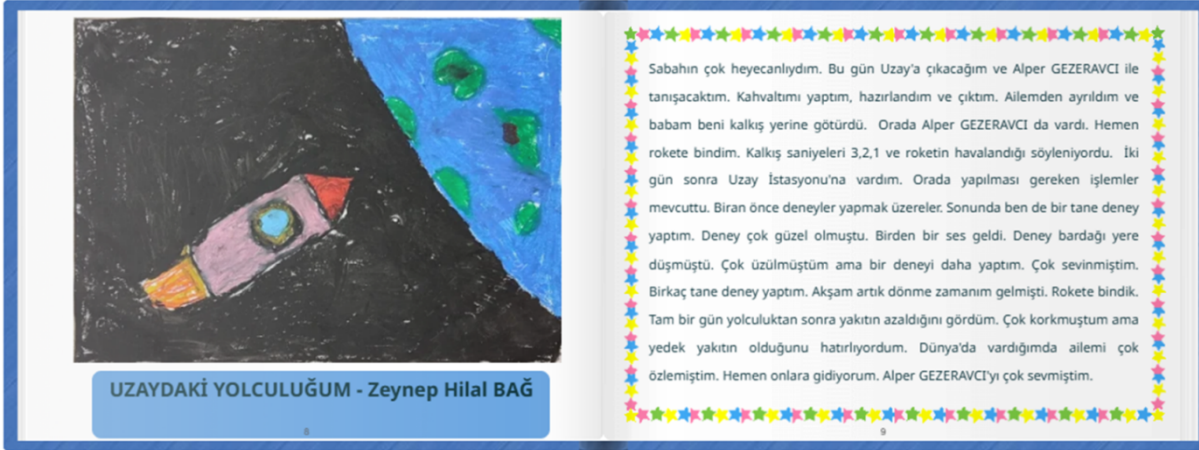 UZAYDAKİ YOLCULUĞUM - Zeynep Hilal BAĞ
8
Sabahın çok heyecanlıydım. Bu gün Uzay'a çıkacağım ve Alper GEZERAVCI ile
tanışacaktım. Kahvaltımı yaptım, hazırlandım ve çıktım. Ailemden ayrıldım ve
babam beni kalkış yerine götürdü. Orada Alper GEZERAVCI da vardı. Hemen
rokete bindim. Kalkış saniyeleri 3,2,1 ve roketin havalandığı söyleniyordu. İki
gün sonra Uzay İstasyonu'na vardım. Orada yapılması gereken işlemler
mevcuttu. Biran önce deneyler yapmak üzereler. Sonunda ben de bir tane deney
yaptım. Deney çok güzel olmuştu. Birden bir ses geldi. Deney bardağı yere
düşmüştü. Çok üzülmüştüm ama bir deneyi daha yaptım. Çok sevinmiştim.
Birkaç tane deney yaptım. Akşam artık dönme zamanım gelmişti. Rokete bindik.
Tam bir gün yolculuktan sonra yakıtın azaldığını gördüm. Çok korkmuştum ama
yedek yakıtın olduğunu hatırlıyordum. Dünya'da vardığımda ailemi çok
özlemiştim. Hemen onlara gidiyorum. Alper GEZERAVCI'yı çok sevmiştim.
9